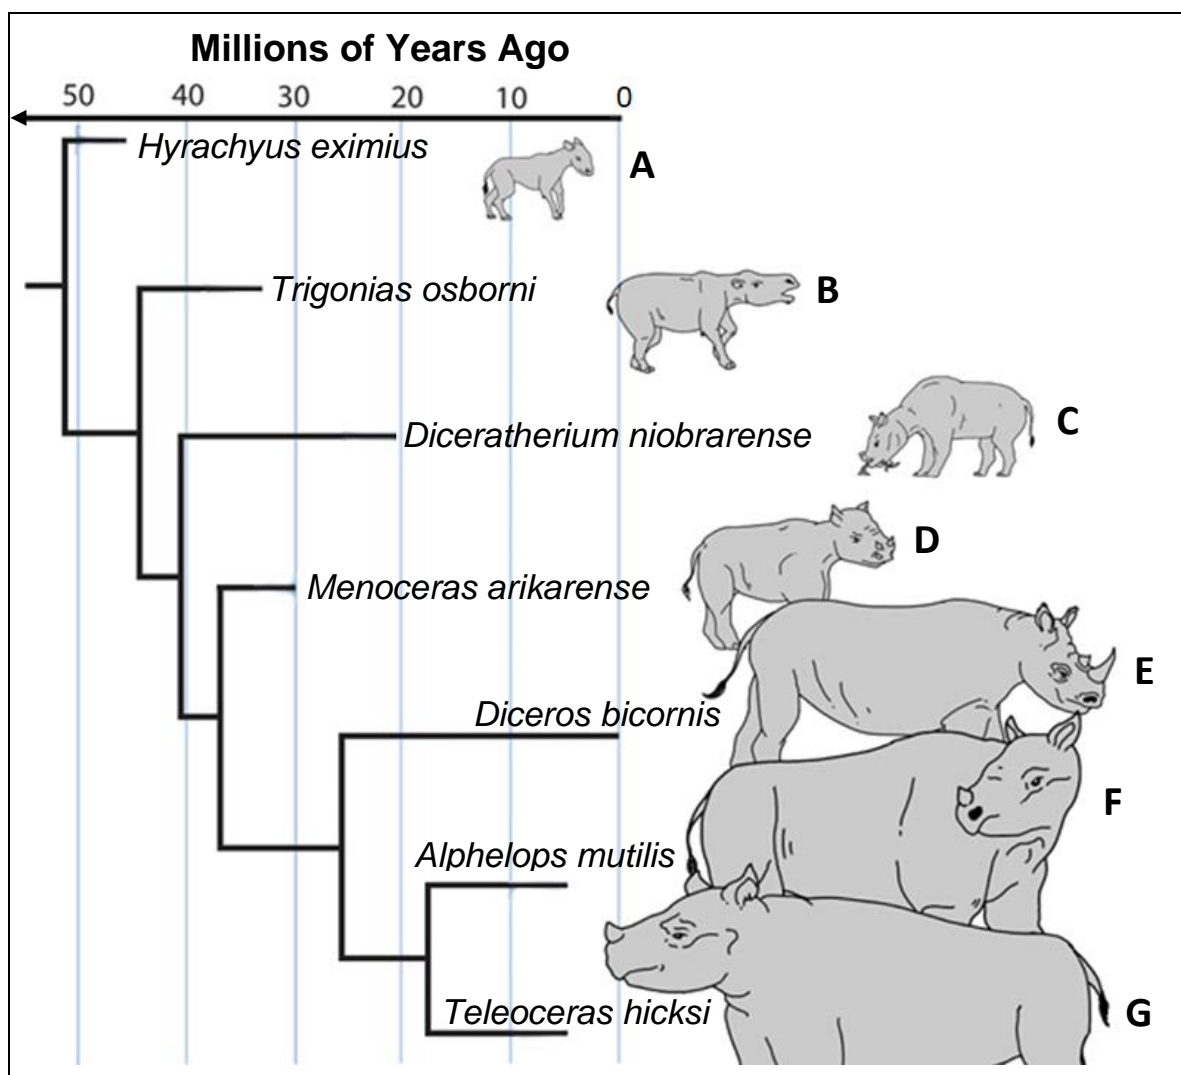 Millions of Years Ago
50 40 30 20 10 0
Hyrachyus eximius
A
Trigonias osborni
B
Diceratherium niobrarense
C
D
Menoceras arikarense
E
Diceros bicornis
F
Alphelops mutilis
Teleoceras hicksi
G